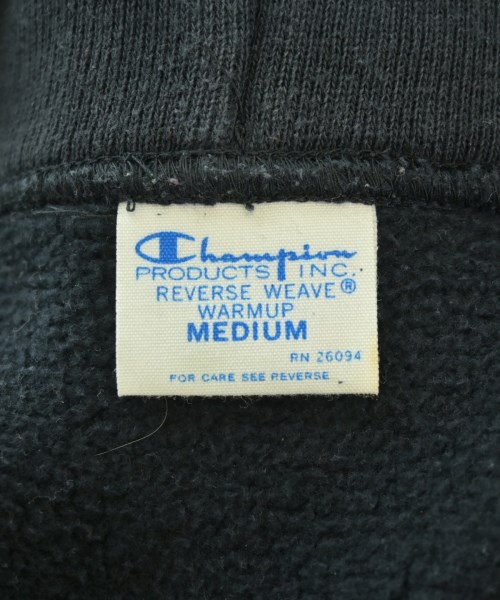 Champion
PRODUCTS INC.
REVERSE WEAVE®
WARMUP
MEDIUM
RN 26094
FOR CARE SEE REVERSE